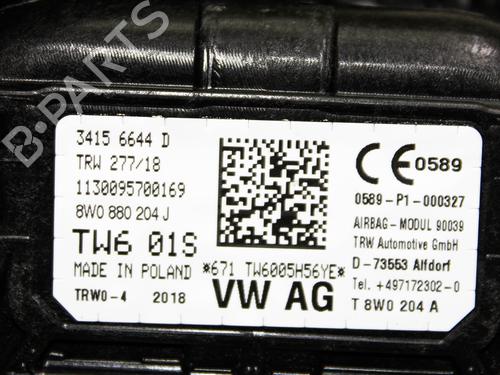 B-PARTS
3415 6644 D
TRW 277/18
1130095700169
8W0 880 204 J
TW6 01S
MADE IN POLAND
TRW0-4 2018
*671 TW6005H56YE*
VW AG
CE 0589
0589-P1-000327
AIRBAG-MODUL 90039
TRW Automotive GmbH
D-73553 Alfdorf
Tel. +497172302-0
T 8W0 204 A